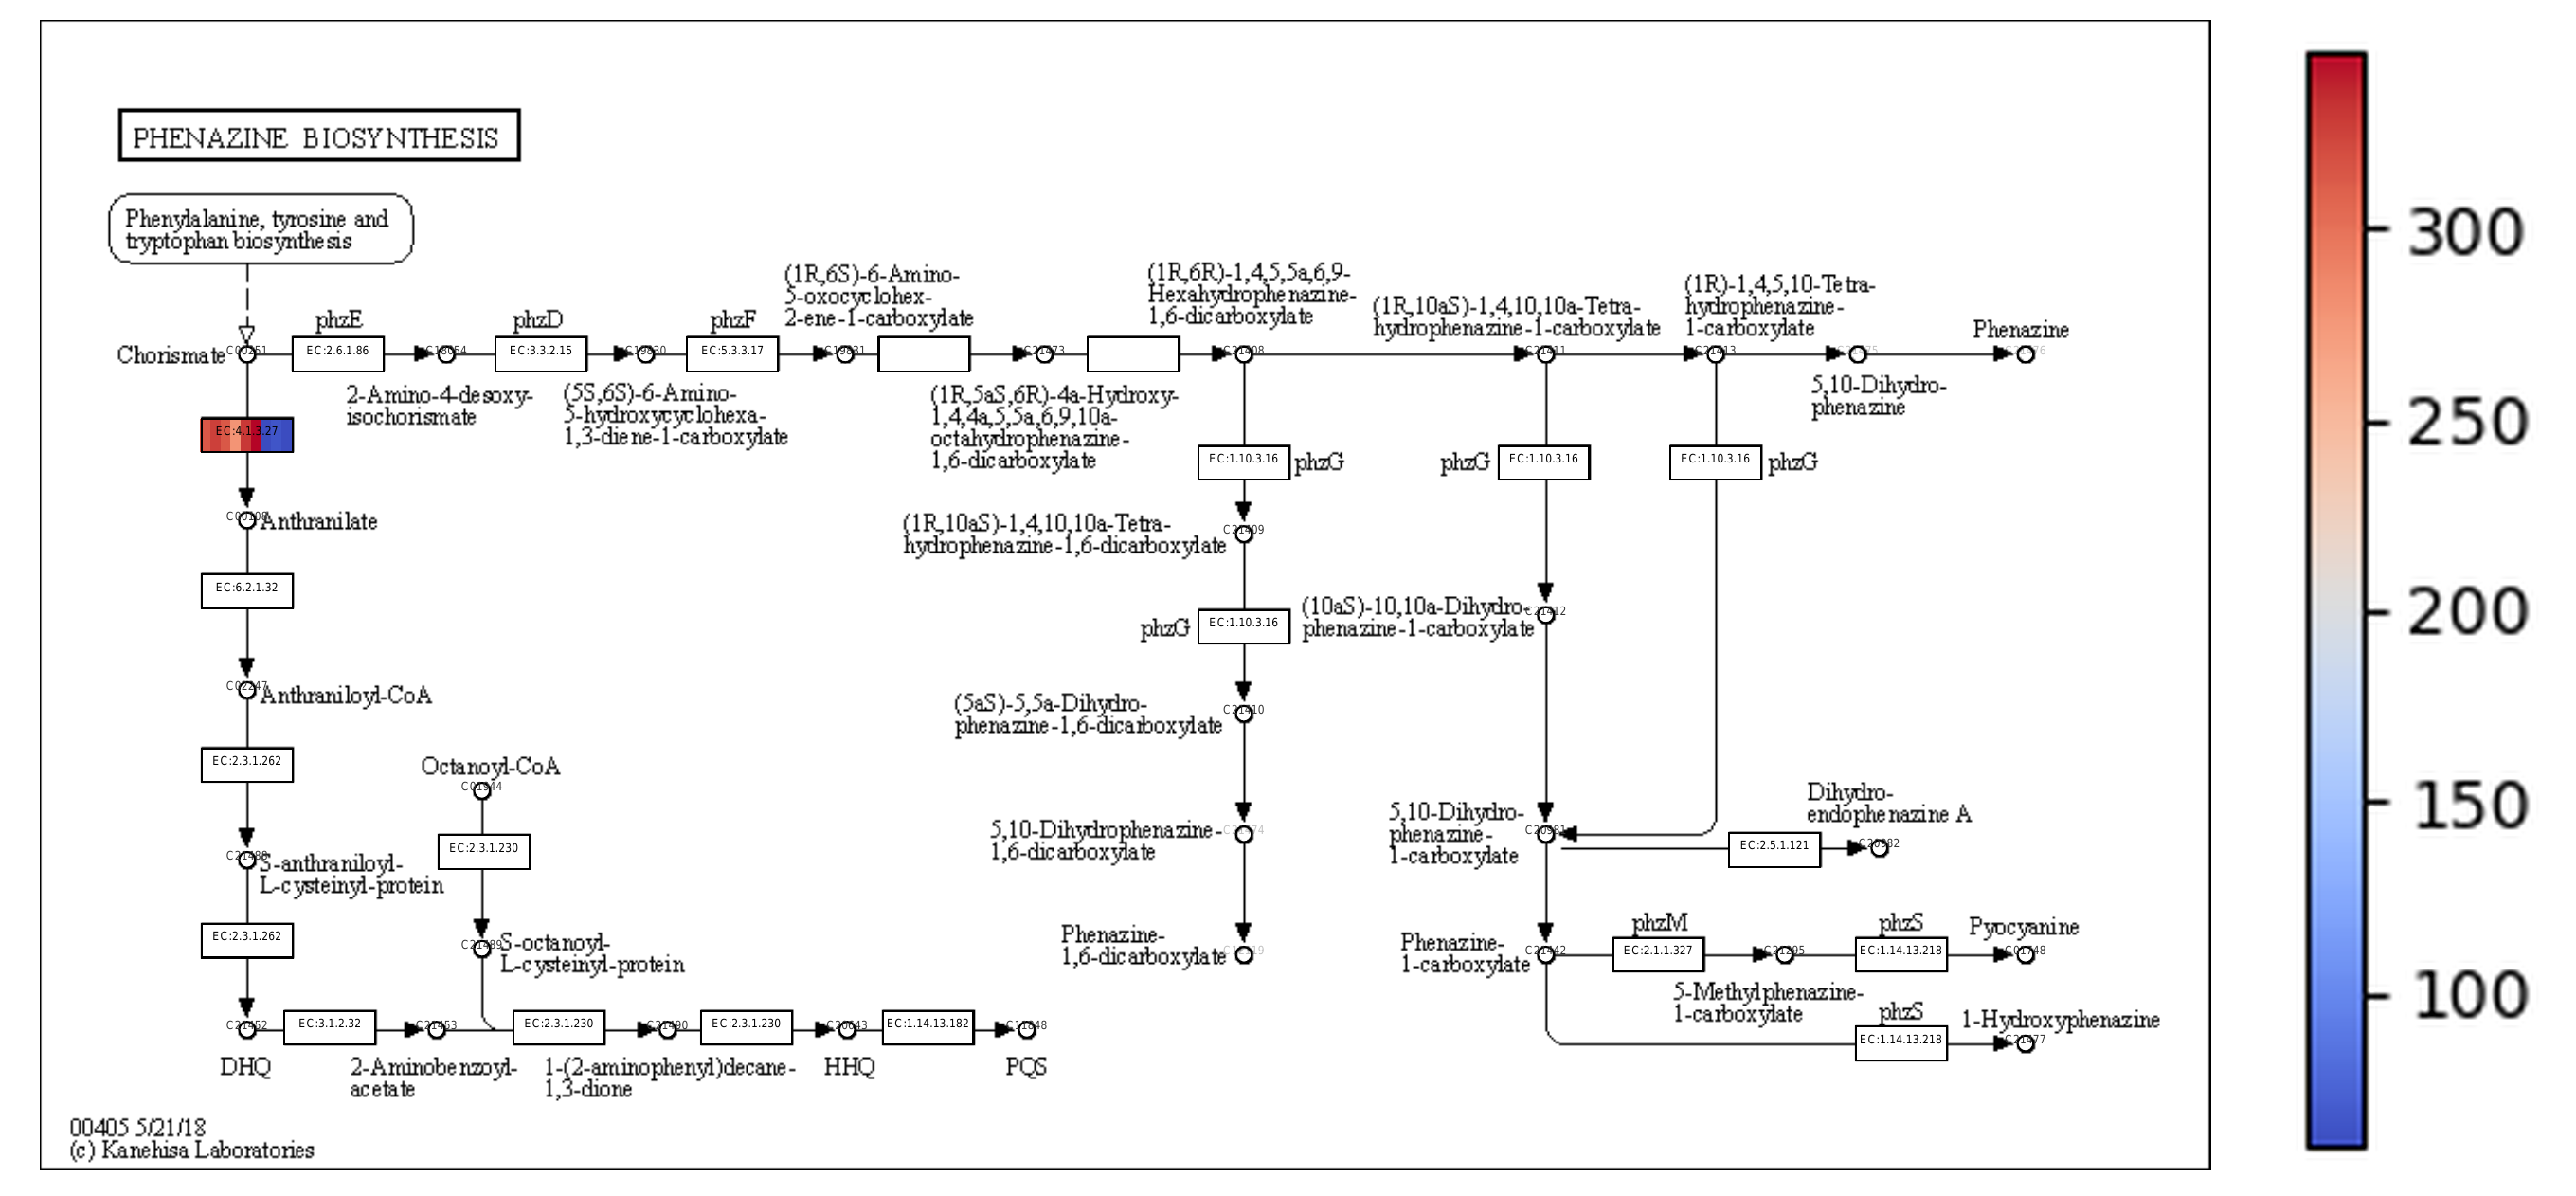 PHENAZINE BIOSYNTHESIS
Phenylalanine, tyrosine and
tryptophan biosynthesis
Chorismate
C00251
phzE
EC:2.6.1.86
C18054
2-Amino-4-desoxy-
isochorismate
phzD
EC:3.3.2.15
C19830
(5S,6S)-6-Amino-
5-hydroxycyclohexa-
1,3-diene-1-carboxylate
phzF
EC:5.3.3.17
(1R,6S)-6-Amino-
5-oxocyclohex-
2-ene-1-carboxylate
C19831
C21473
(1R,5aS,6R)-4a-Hydroxy-
1,4,4a,5,5a,6,9,10a-
octahydrophenazine-
1,6-dicarboxylate
(1R,6R)-1,4,5,5a,6,9-
Hexahydrophenazine-
1,6-dicarboxylate
C21408
(1R,10aS)-1,4,10,10a-Tetra-
hydrophenazine-1-carboxylate
C21411
(1R)-1,4,5,10-Tetra-
hydrophenazine-
1-carboxylate
C21413
5,10-Dihydro-
phenazine
Phenazine
EC:4.1.3.27
C00108
Anthranilate
EC:6.2.1.32
C02247
Anthraniloyl-CoA
EC:2.3.1.262
S-anthraniloyl-
L-cysteinyl-protein
EC:2.3.1.262
C21452
DHQ
EC:3.1.2.32
C21453
2-Aminobenzoyl-
acetate
Octanoyl-CoA
C01944
EC:2.3.1.230
C21489
S-octanoyl-
L-cysteinyl-protein
EC:2.3.1.230
C21490
1-(2-aminophenyl)decane-
1,3-dione
EC:2.3.1.230
C20643
HHQ
EC:1.14.13.182
C11848
PQS
EC:1.10.3.16
phzG
(1R,10aS)-1,4,10,10a-Tetra-
hydrophenazine-1,6-dicarboxylate
C21409
phzG
EC:1.10.3.16
(5aS)-5,5a-Dihydro-
phenazine-1,6-dicarboxylate
C21410
5,10-Dihydrophenazine-
1,6-dicarboxylate
Phenazine-
1,6-dicarboxylate
phzG
EC:1.10.3.16
(10aS)-10,10a-Dihydro-
phenazine-1-carboxylate
C21412
EC:1.10.3.16
phzG
5,10-Dihydro-
phenazine-
1-carboxylate
C20981
EC:2.5.1.121
Dihydro-
endophenazine A
C20982
Phenazine-
1-carboxylate
C21442
phzM
EC:2.1.1.327
C21295
5-Methylphenazine-
1-carboxylate
phzS
EC:1.14.13.218
Pyocyanine
C01748
phzS
EC:1.14.13.218
1-Hydroxyphenazine
C21477
00405 5/21/18
(c) Kanehisa Laboratories
300
250
200
150
100